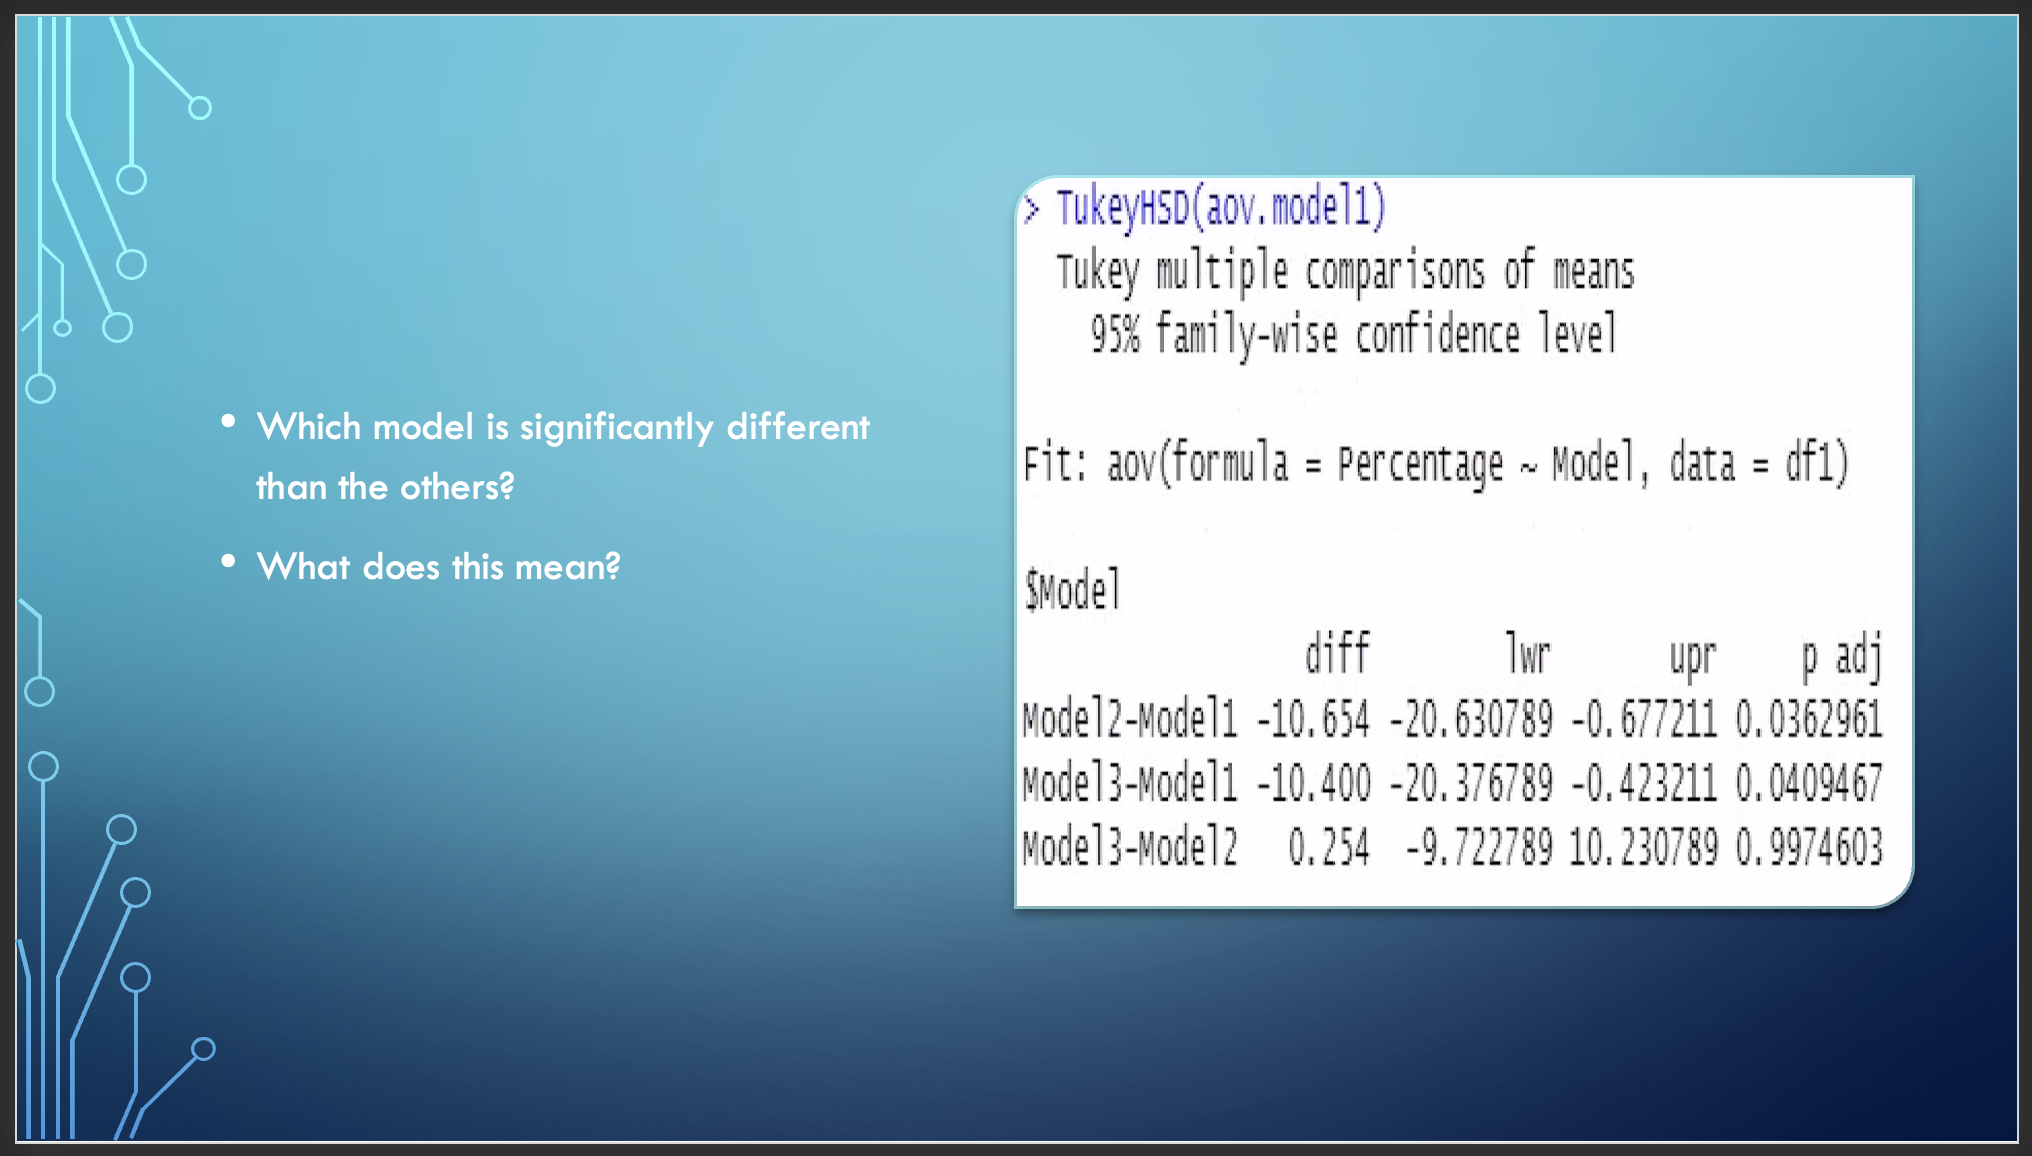 • Which model is significantly different
than the others?
• What does this mean?
> TukeyHSD(aov.model1)
Tukey multiple comparisons of means
95% family-wise confidence level
Fit: aov(formula = Percentage ~ Model, data = df1)
$Model
diff lwr upr p adj
Model2-Model1 -10.654 -20.630789 -0.677211 0.0362961
Model3-Model1 -10.400 -20.376789 -0.423211 0.0409467
Model3-Model2 0.254 -9.722789 10.230789 0.9974603